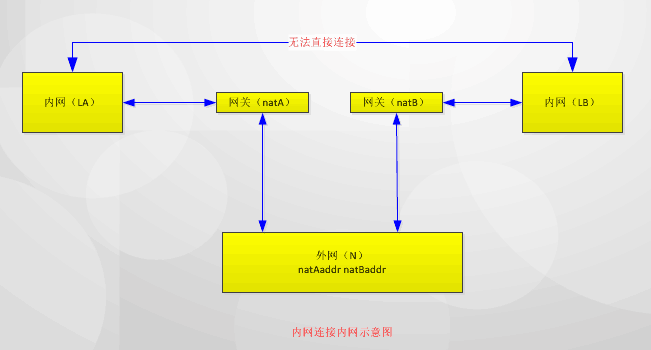 无法直接连接
内网（LA）
网关（natA）
网关（natB）
内网（LB）
外网（N）
natAaddr natBaddr
内网连接内网示意图